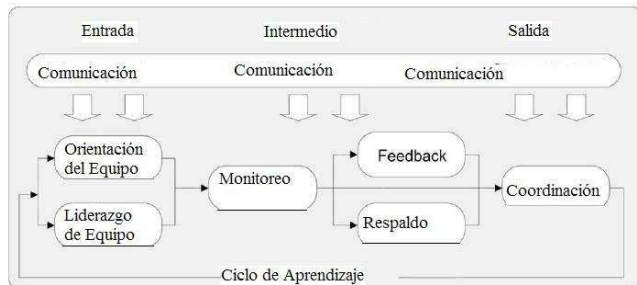 Entrada
Intermedio
Salida
Comunicación
Comunicación
Comunicación
Orientación
del Equipo
Liderazgo
de Equipo
Monitoreo
Feedback
Respaldo
Coordinación
Ciclo de Aprendizaje